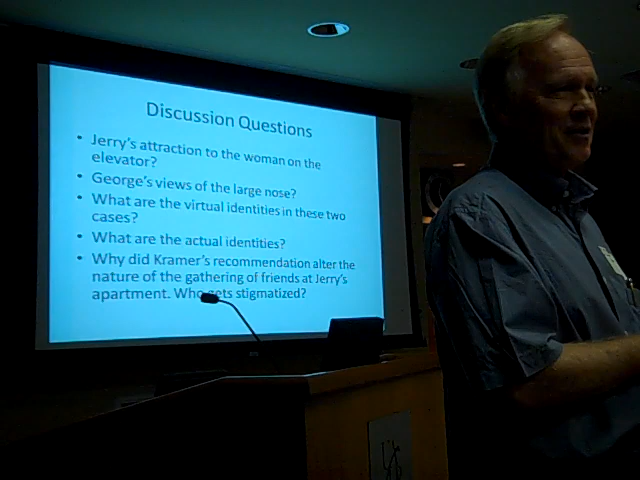 Discussion Questions
• Jerry's attraction to the woman on the
elevator?
• George's views of the large nose?
• What are the virtual identities in these two
cases?
• What are the actual identities?
• Why did Kramer's recommendation alter the
nature of the gathering of friends at Jerry's
apartment. Who gets stigmatized?